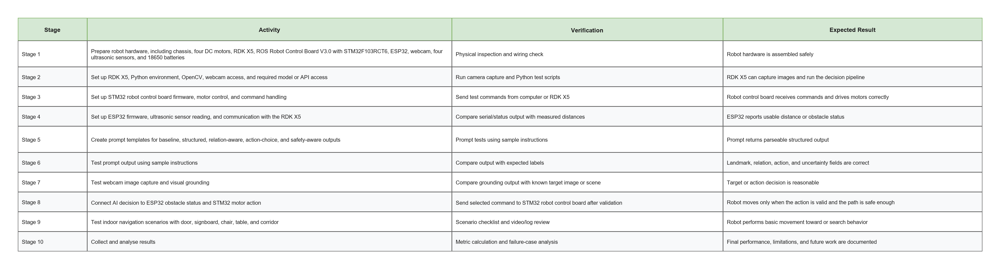 Stage Activity Verification Expected Result
Stage 1 Prepare robot hardware, including chassis, four DC motors, RDK X5, ROS Robot Control Board V3.0 with STM32F103RCT6, ESP32, webcam, four
ultrasonic sensors, and 18650 batteries Physical inspection and wiring check Robot hardware is assembled safely
Stage 2 Set up RDK X5, Python environment, OpenCV, webcam access, and required model or API access Run camera capture and Python test scripts RDK X5 can capture images and run the decision pipeline
Stage 3 Set up STM32 robot control board firmware, motor control, and command handling Send test commands from computer or RDK X5 Robot control board receives commands and drives motors correctly
Stage 4 Set up ESP32 firmware, ultrasonic sensor reading, and communication with the RDK X5 Compare serial/status output with measured distances ESP32 reports usable distance or obstacle status
Stage 5 Create prompt templates for baseline, structured, relation-aware, action-choice, and safety-aware outputs Prompt tests using sample instructions Prompt returns parseable structured output
Stage 6 Test prompt output using sample instructions Compare output with expected labels Landmark, relation, action, and uncertainty fields are correct
Stage 7 Test webcam image capture and visual grounding Compare grounding output with known target image or scene Target or action decision is reasonable
Stage 8 Connect AI decision to ESP32 obstacle status and STM32 motor action Send selected command to STM32 robot control board after validation Robot moves only when the action is valid and the path is safe enough
Stage 9 Test indoor navigation scenarios with door, signboard, chair, table, and corridor Scenario checklist and video/log review Robot performs basic movement toward or search behavior
Stage 10 Collect and analyse results Metric calculation and failure-case analysis Final performance, limitations, and future work are documented